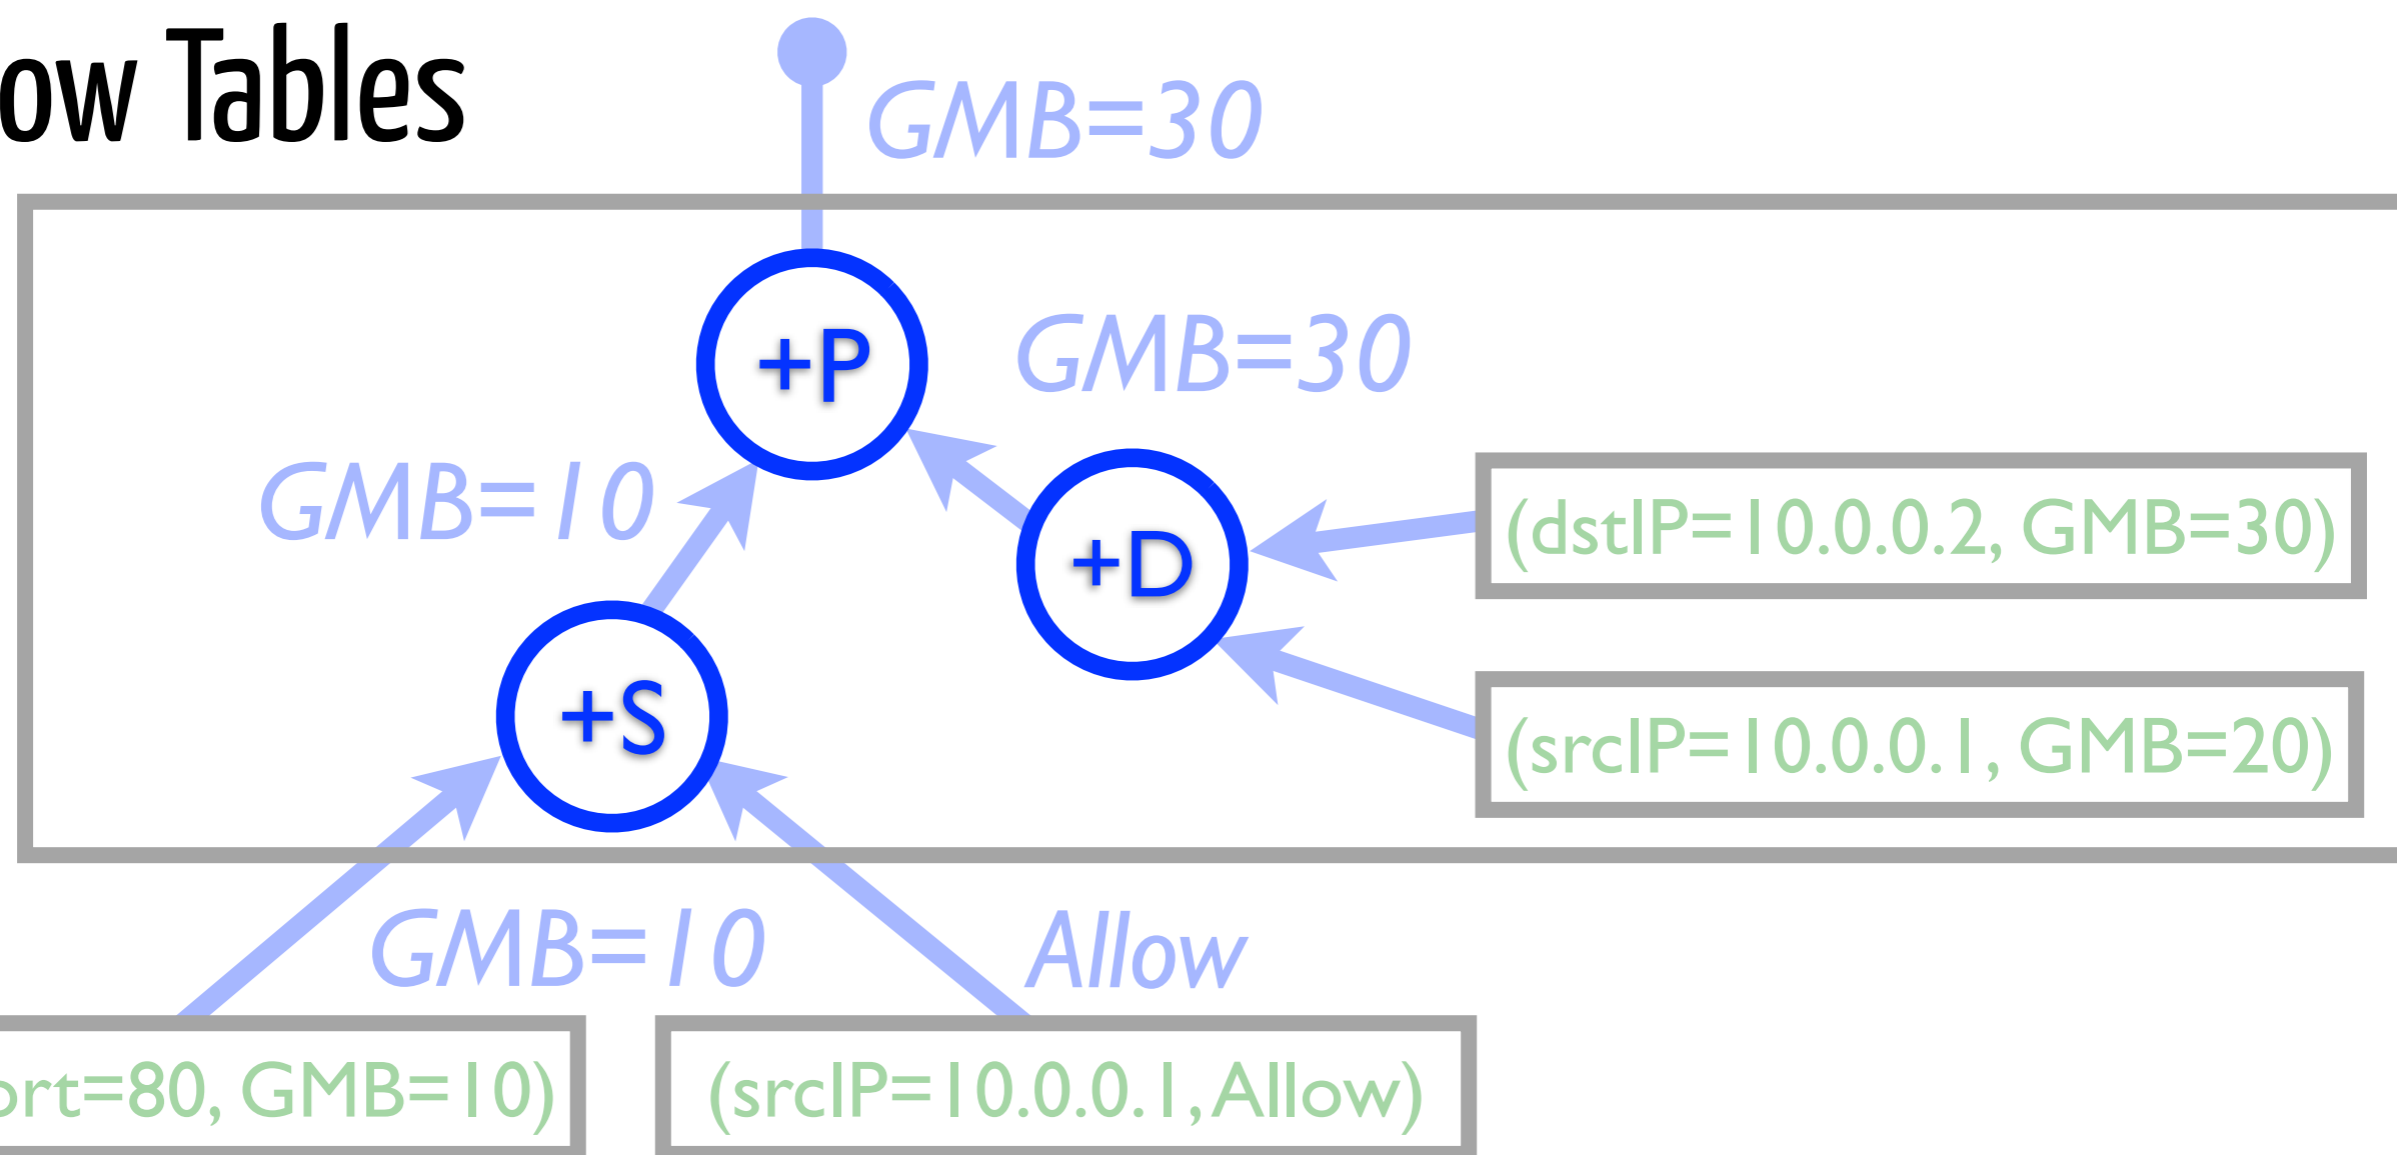 ow Tables
GMB=30
+P
GMB=30
GMB=10
+D
(dstIP=10.0.0.2, GMB=30)
+S
(srcIP=10.0.0.1, GMB=20)
GMB=10
Allow
ort=80, GMB=10)
(srcIP=10.0.0.1, Allow)